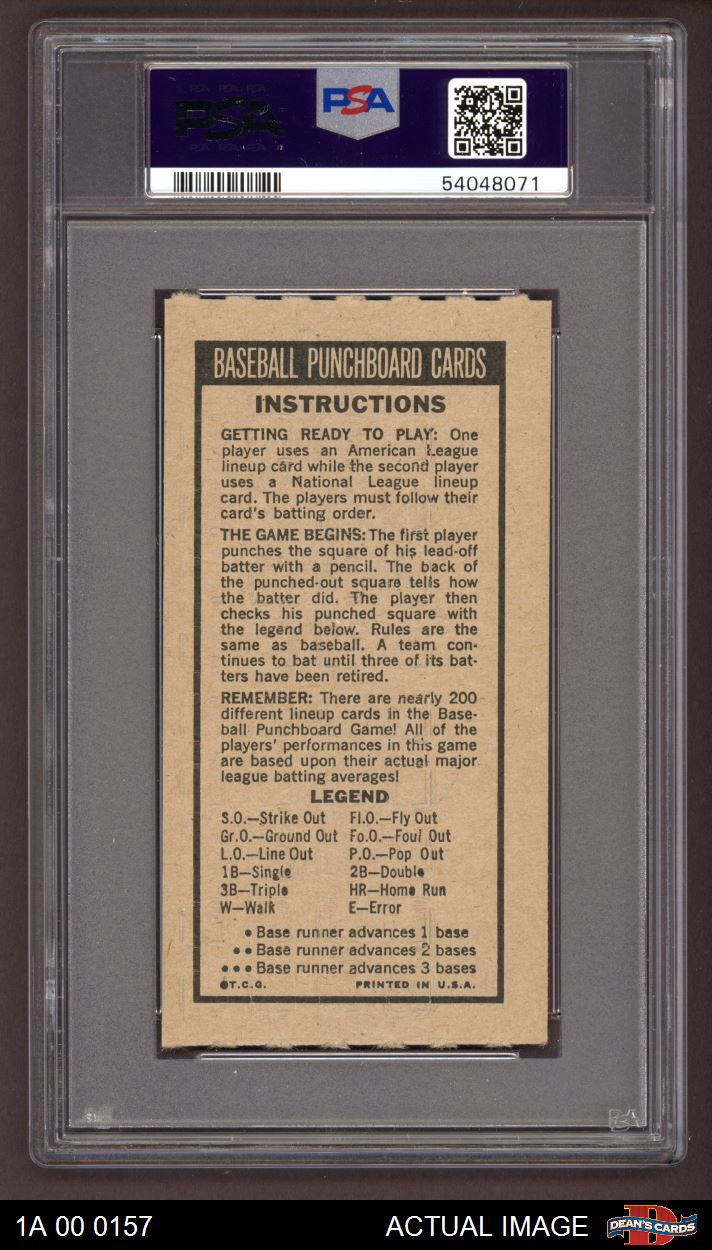 PSA
PSA
54048071
BASEBALL PUNCHBOARD CARDS
INSTRUCTIONS
GETTING READY TO PLAY: One
player uses an American League
lineup card while the second player
uses a National League lineup
card. The players must follow their
card's batting order.
THE GAME BEGINS: The first player
punches the square of his lead-off
batter with a pencil. The back of
the punched-out square tells how
the batter did. The player then
checks his punched square with
the legend below. Rules are the
same as baseball. A team con-
tinues to bat until three of its bat-
ters have been retired.
REMEMBER: There are nearly 200
different lineup cards in the Base-
ball Punchboard Game! All of the
players' performances in this game
are based upon their actual major
league batting averages!
LEGEND
S.O.—Strike Out Fl.O.—Fly Out
Gr.O.—Ground Out Fo.O.—Foul Out
L.O.—Line Out P.O.—Pop Out
1B—Single 2B—Double
3B—Triple HR—Home Run
W—Walk E—Error
• Base runner advances 1 base
•• Base runner advances 2 bases
••• Base runner advances 3 bases
©T.C.G. PRINTED IN U.S.A.
PSA
1A 00 0157 ACTUAL IMAGE DEAN'S CARDS